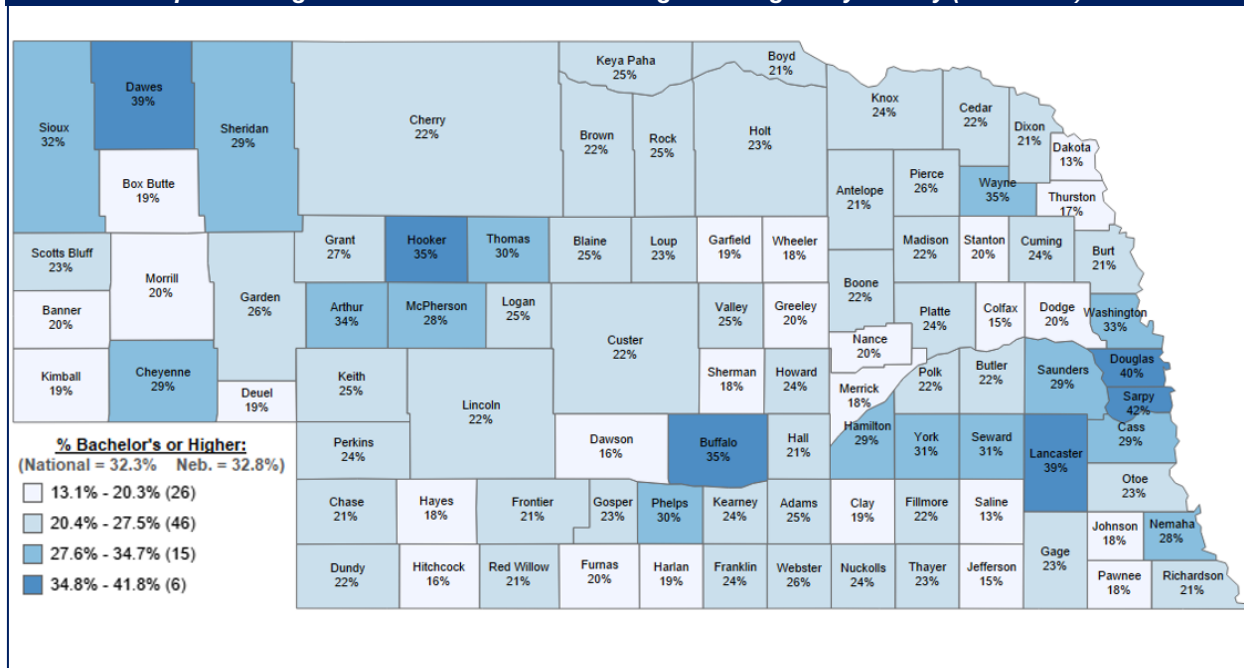 Keya Paha
25%
Boyd
21%
Dawes
39%
Sioux
32%
Sheridan
29%
Cherry
22%
Brown
22%
Rock
25%
Holt
23%
Knox
24%
Cedar
22%
Dixon
21%
Dakota
13%
Box Butte
19%
Antelope
21%
Pierce
26%
Wayne
35%
Thurston
17%
Scotts Bluff
23%
Morrill
20%
Garden
26%
Grant
27%
Hooker
35%
Thomas
30%
Blaine
25%
Loup
23%
Garfield
19%
Wheeler
18%
Boone
22%
Madison
22%
Stanton
20%
Cuming
24%
Burt
21%
Banner
20%
Arthur
34%
McPherson
28%
Logan
25%
Custer
22%
Valley
25%
Greeley
20%
Nance
20%
Platte
24%
Colfax
15%
Dodge
20%
Washington
33%
Kimball
19%
Cheyenne
29%
Deuel
19%
Keith
25%
Lincoln
22%
Sherman
18%
Howard
24%
Merrick
18%
Polk
22%
Butler
22%
Saunders
29%
Douglas
40%
Sarpy
42%
Perkins
24%
Dawson
16%
Buffalo
35%
Hall
21%
Hamilton
29%
York
31%
Seward
31%
Lancaster
39%
Cass
29%
Otoe
23%
Chase
21%
Hayes
18%
Frontier
21%
Gosper
23%
Phelps
30%
Kearney
24%
Adams
25%
Clay
19%
Fillmore
22%
Saline
13%
Gage
23%
Johnson
18%
Nemaha
28%
Dundy
22%
Hitchcock
16%
Red Willow
21%
Furnas
20%
Harlan
19%
Franklin
24%
Webster
26%
Nuckolls
24%
Thayer
23%
Jefferson
15%
Pawnee
18%
Richardson
21%
% Bachelor's or Higher:
(National = 32.3% Neb. = 32.8%)
13.1% - 20.3% (26)
20.4% - 27.5% (46)
27.6% - 34.7% (15)
34.8% - 41.8% (6)